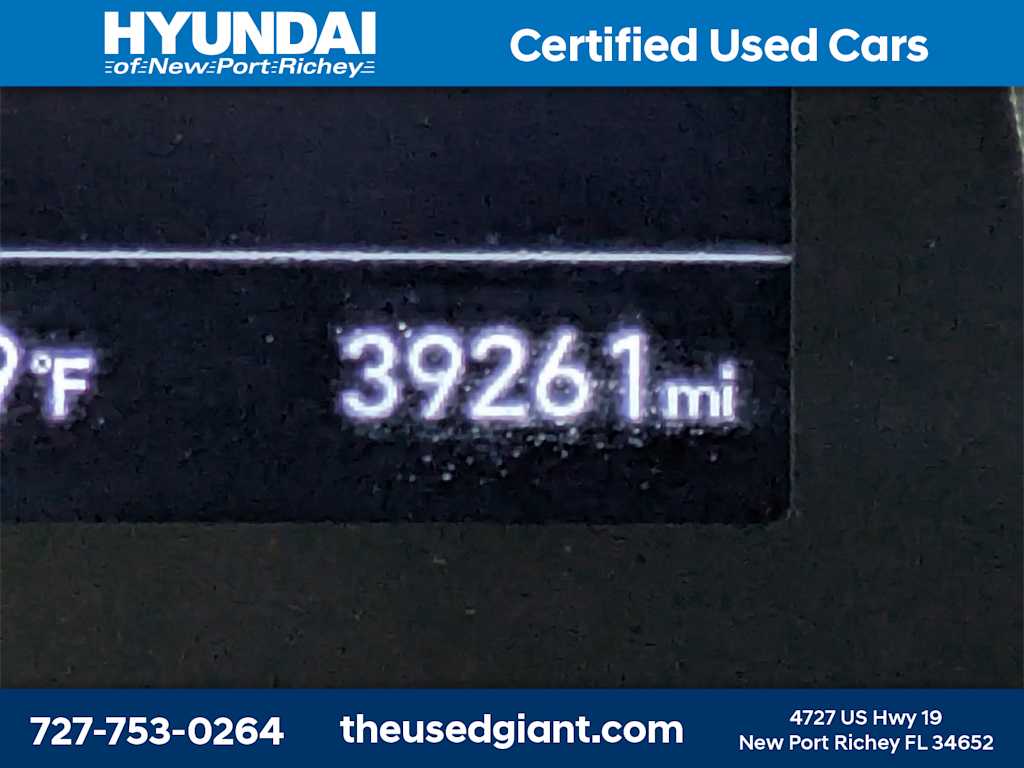 HYUNDAI
of New Port Richey
Certified Used Cars
9°F
39261 mi
727-753-0264
theusedgiant.com
4727 US Hwy 19
New Port Richey FL 34652